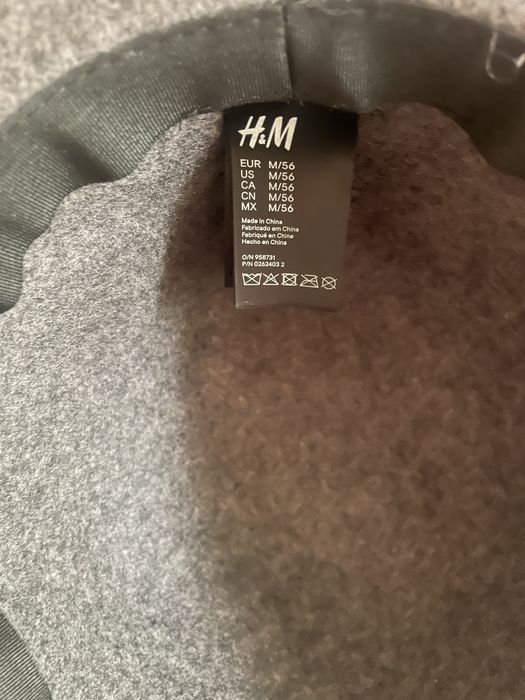 H&M
EUR M/56
US M/56
CA M/56
CN M/56
MX M/56
Made in China
Fabricado em China
Fabriqué en China
Hecho en China
O/N 958731
P/N 0262403 2